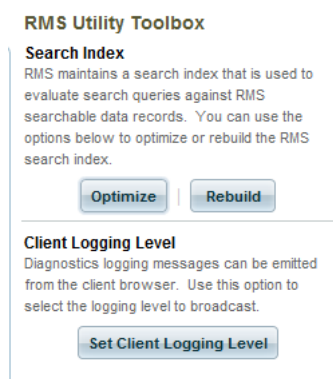 RMS Utility Toolbox
Search Index
RMS maintains a search index that is used to
evaluate search queries against RMS
searchable data records.  You can use the
options below to optimize or rebuild the RMS
search index.
Optimize | Rebuild
Client Logging Level
Diagnostics logging messages can be emitted
from the client browser.  Use this option to
select the logging level to broadcast.
Set Client Logging Level